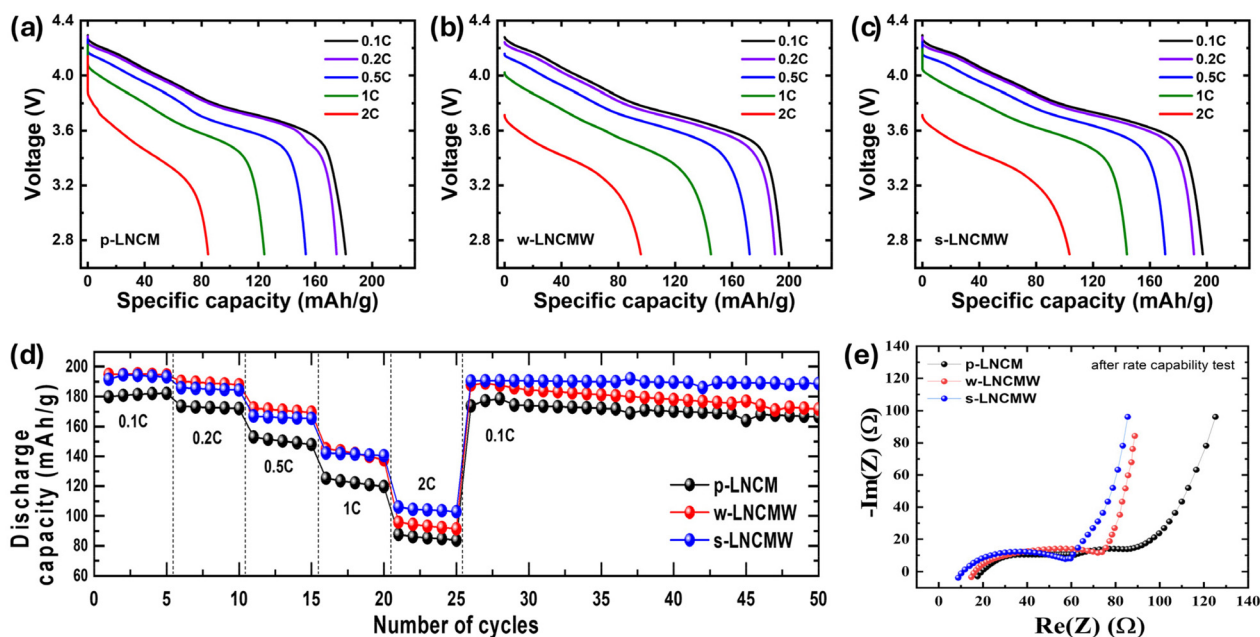 (a)
4.4
4.0
3.6
3.2
2.8
Voltage (V)
0.1C
0.2C
0.5C
1C
2C
p-LNCM
0 40 80 120 160 200
Specific capacity (mAh/g)
(b)
4.4
4.0
3.6
3.2
2.8
Voltage (V)
0.1C
0.2C
0.5C
1C
2C
w-LNCMW
0 40 80 120 160 200
Specific capacity (mAh/g)
(c)
4.4
4.0
3.6
3.2
2.8
Voltage (V)
0.1C
0.2C
0.5C
1C
2C
s-LNCMW
0 40 80 120 160 200
Specific capacity (mAh/g)
(d)
200
180
160
140
120
100
80
60
Discharge
capacity (mAh/g)
0.1C
0.2C
0.5C
1C
2C
0.1C
p-LNCM
w-LNCMW
s-LNCMW
0 5 10 15 20 25 30 35 40 45 50
Number of cycles
(e)
p-LNCM
w-LNCMW
s-LNCMW
after rate capability test
100
80
60
40
20
0
-Im(Z) (Ω)
0 20 40 60 80 100 120 140
Re(Z) (Ω)